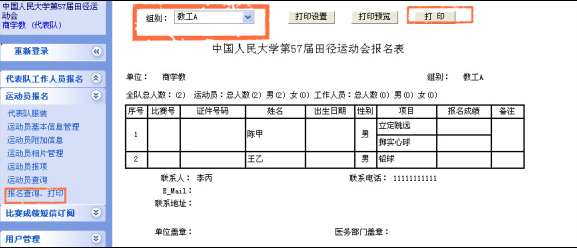 中国人民大学第57届田径运
动会
商学教（代表队）
重新登录
代表队工作人员报名
运动员报名
代表队服装
运动员基本信息管理
运动员附加信息
运动员相片管理
运动员报项
运动员查询
报名查询、打印
比赛成绩短信订阅
用户管理
组别： 教工A 打印设置 打印预览 打 印
中国人民大学第57届田径运动会报名表
单位： 商学教 组别： 教工A
全队总人数：(2) 运动员：总人数(2) 男(2) 女(0) 工作人员：总人数(0) 男(0) 女(0)
序号 比赛号 证件号码 姓名 出生日期 性别 项目 报名成绩 备注
1 陈甲 男 立定跳远
掷实心球
2 王乙 男 铅球
联系人： 李丙 联系电话： 11111111111
E_Mail：
联系地址：
单位盖章： 医务部门盖章：